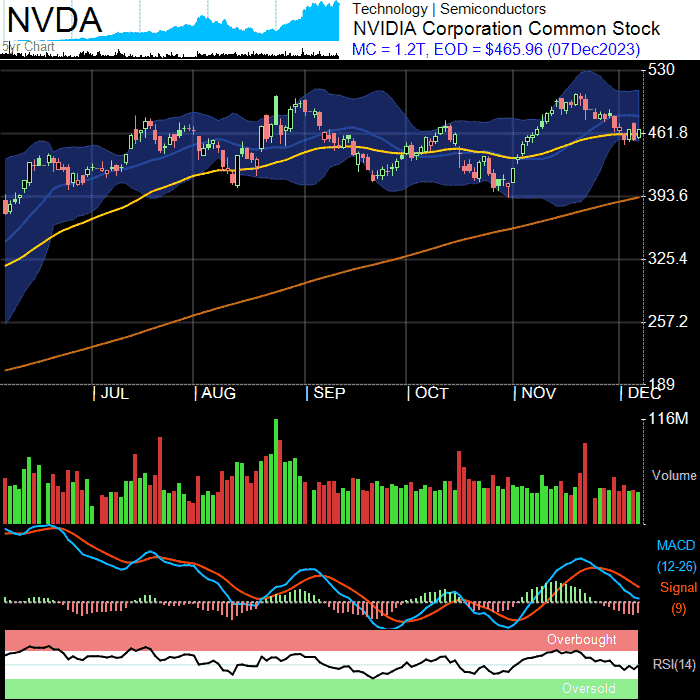 NVDA
5yr Chart
Technology | Semiconductors
NVIDIA Corporation Common Stock
MC = 1.2T, EOD = $465.96 (07Dec2023)
530
461.8
393.6
325.4
257.2
189
| JUL | AUG | SEP | OCT | NOV | DEC
116M
Volume
MACD
(12-26)
Signal
(9)
Overbought
RSI(14)
Oversold